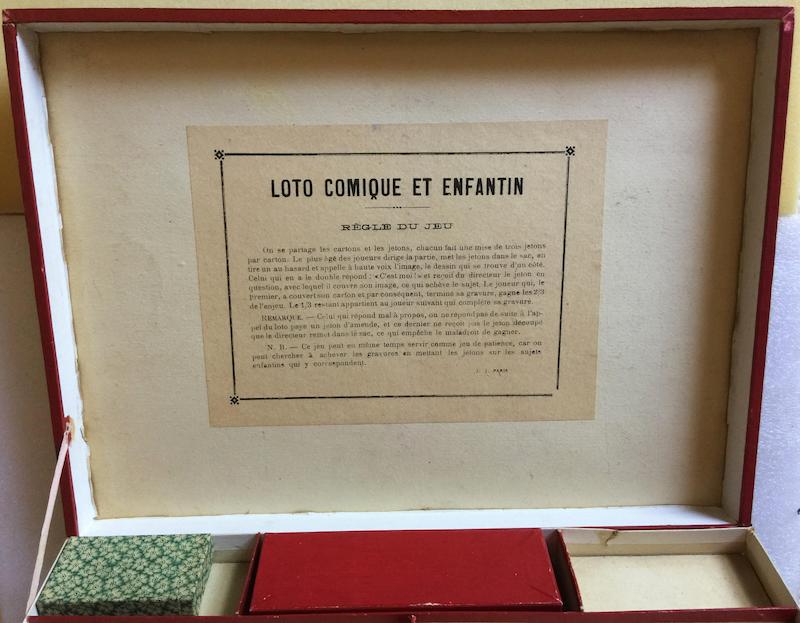 LOTO COMIQUE ET ENFANTIN
RÈGLE DU JEU
On se partage les cartons et les jetons, chacun fait une mise de trois jetons
par carton. Le plus âgé des joueurs dirige la partie, met les jetons dans le sac, en
tire un au hasard et appelle à haute voix l'image, le dessin qui se trouve d'un côté.
Celui qui en a le double répond : «C'est moi!» et reçoit du directeur le jeton en
question, avec lequel il couvre son image, ce qui achève le sujet. Le joueur qui, le
premier, a couvert son carton et par conséquent, terminé sa gravure, gagne les 2/3
de l'enjeu. Le 1/3 restant appartient au joueur suivant qui complète sa gravure.
REMARQUE. — Celui qui répond mal à propos, ou ne répond pas de suite à l'ap-
pel du loto paye un jeton d'amende, et ce dernier ne reçoit pas le jeton découpé
que le directeur remet dans le sac, ce qui empêche le maladroit de gagner.
N. B. — Ce jeu peut en même temps servir comme jeu de patience, car on
peut chercher à achever les gravures en mettant les jetons sur les sujets
enfantins qui y correspondent.
J. J. PARIS